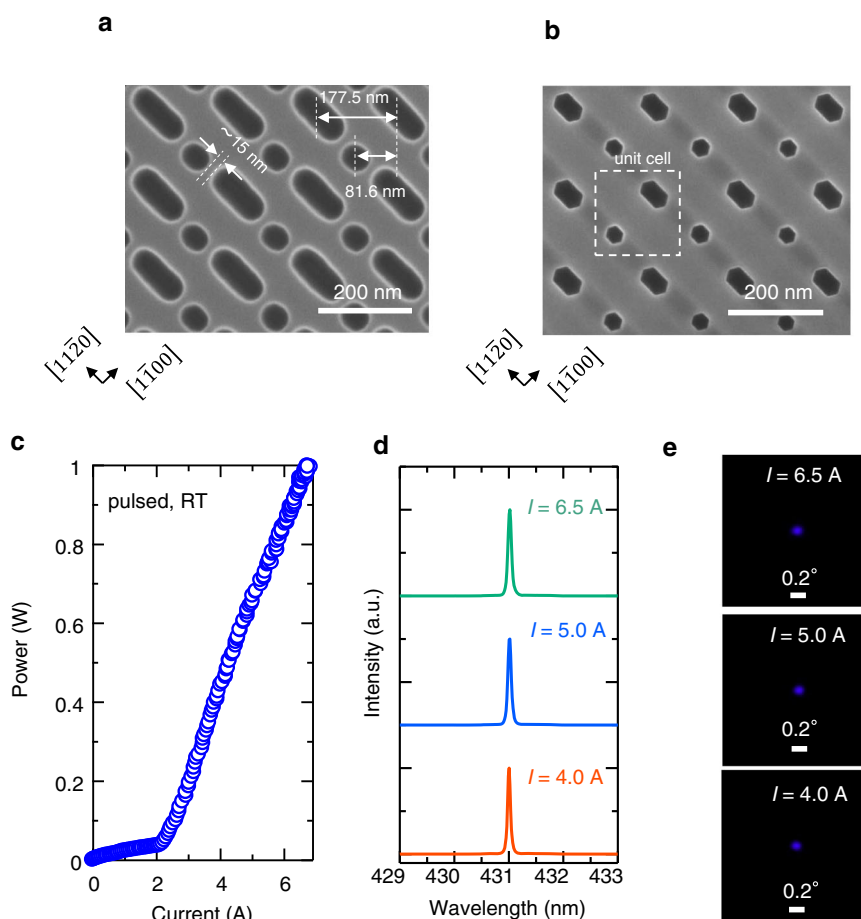 a
177.5 nm
~15 nm
81.6 nm
200 nm
[112̄0]
[11̄00]
b
unit cell
200 nm
[112̄0]
[11̄00]
c
pulsed, RT
1
0.8
0.6
0.4
0.2
0
0 2 4 6
Power (W)
Current (A)
d
I = 6.5 A
I = 5.0 A
I = 4.0 A
429 430 431 432 433
Intensity (a.u.)
Wavelength (nm)
e
I = 6.5 A
0.2°
I = 5.0 A
0.2°
I = 4.0 A
0.2°